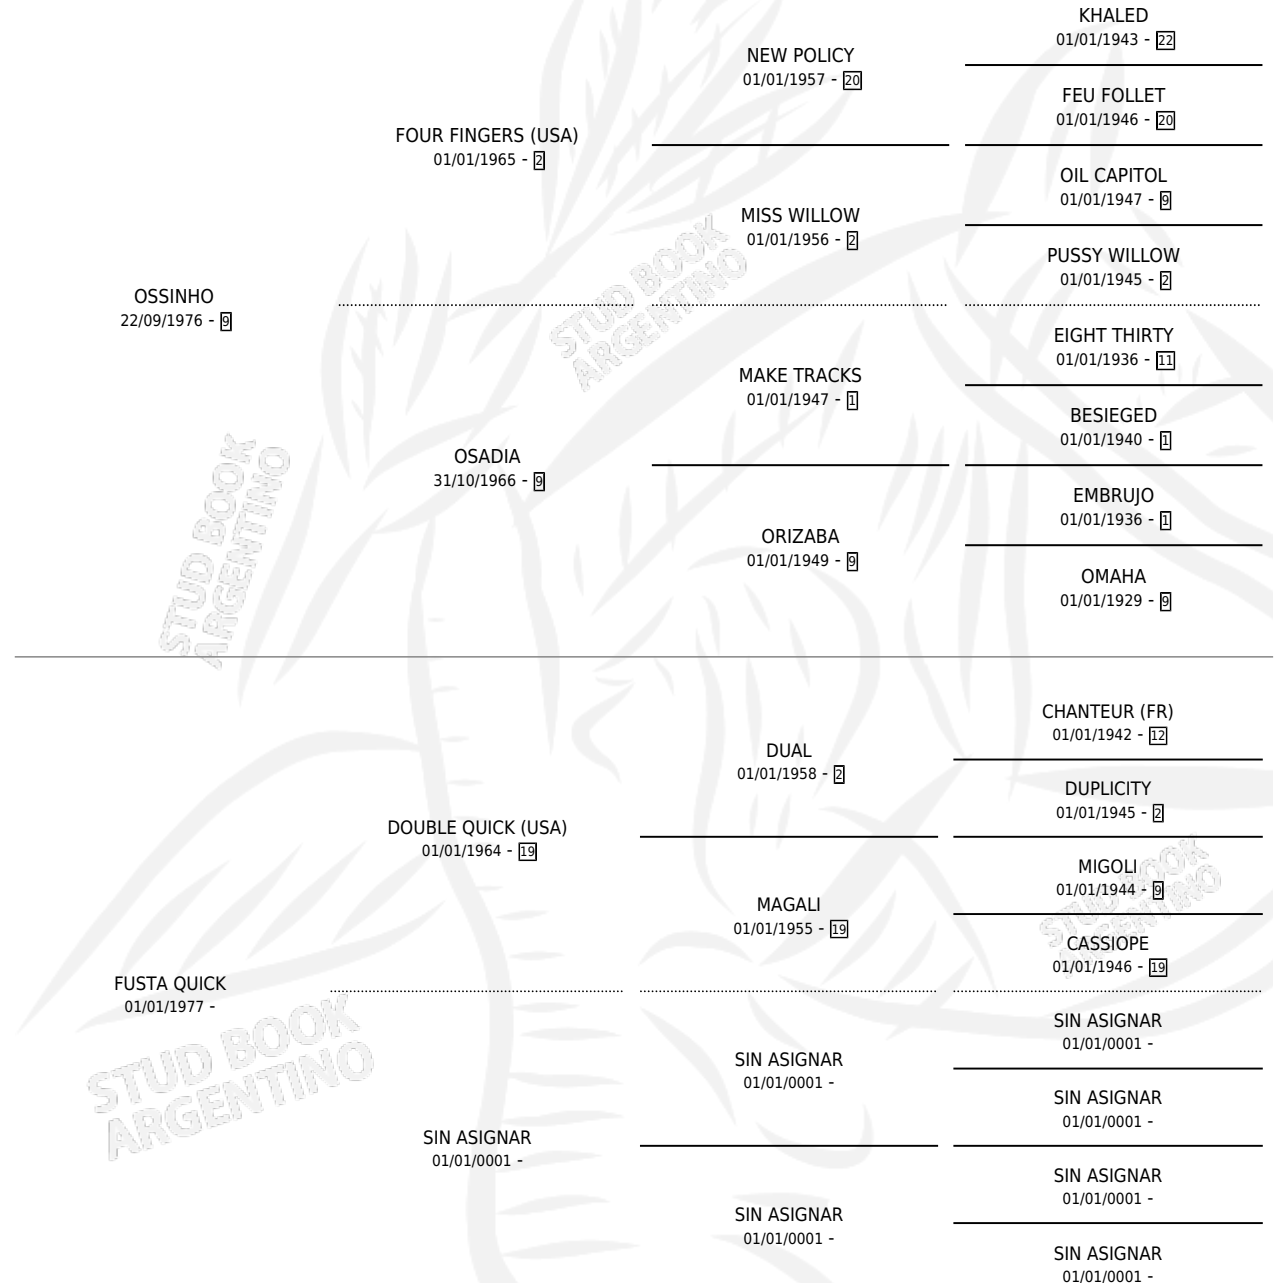 KHALED
01/01/1943 - 22
NEW POLICY
01/01/1957 - 20
FEU FOLLET
01/01/1946 - 20
FOUR FINGERS (USA)
01/01/1965 - 2
OIL CAPITOL
01/01/1947 - 9
MISS WILLOW
01/01/1956 - 2
PUSSY WILLOW
01/01/1945 - 2
OSSINHO
22/09/1976 - 9
EIGHT THIRTY
01/01/1936 - 11
MAKE TRACKS
01/01/1947 - 1
BESIEGED
01/01/1940 - 1
OSADIA
31/10/1966 - 9
EMBRUJO
01/01/1936 - 1
ORIZABA
01/01/1949 - 9
OMAHA
01/01/1929 - 9
CHANTEUR (FR)
01/01/1942 - 12
DUAL
01/01/1958 - 2
DUPLICITY
01/01/1945 - 2
DOUBLE QUICK (USA)
01/01/1964 - 19
MIGOLI
01/01/1944 - 9
MAGALI
01/01/1955 - 19
CASSIOPE
01/01/1946 - 19
FUSTA QUICK
01/01/1977 -
SIN ASIGNAR
01/01/0001 -
SIN ASIGNAR
01/01/0001 -
SIN ASIGNAR
01/01/0001 -
SIN ASIGNAR
01/01/0001 -
SIN ASIGNAR
01/01/0001 -
SIN ASIGNAR
01/01/0001 -
SIN ASIGNAR
01/01/0001 -
STUD BOOK
ARGENTINO
STUD BOOK
ARGENTINO
STUD BOOK
ARGENTINO
STUD BOOK
ARGENTINO